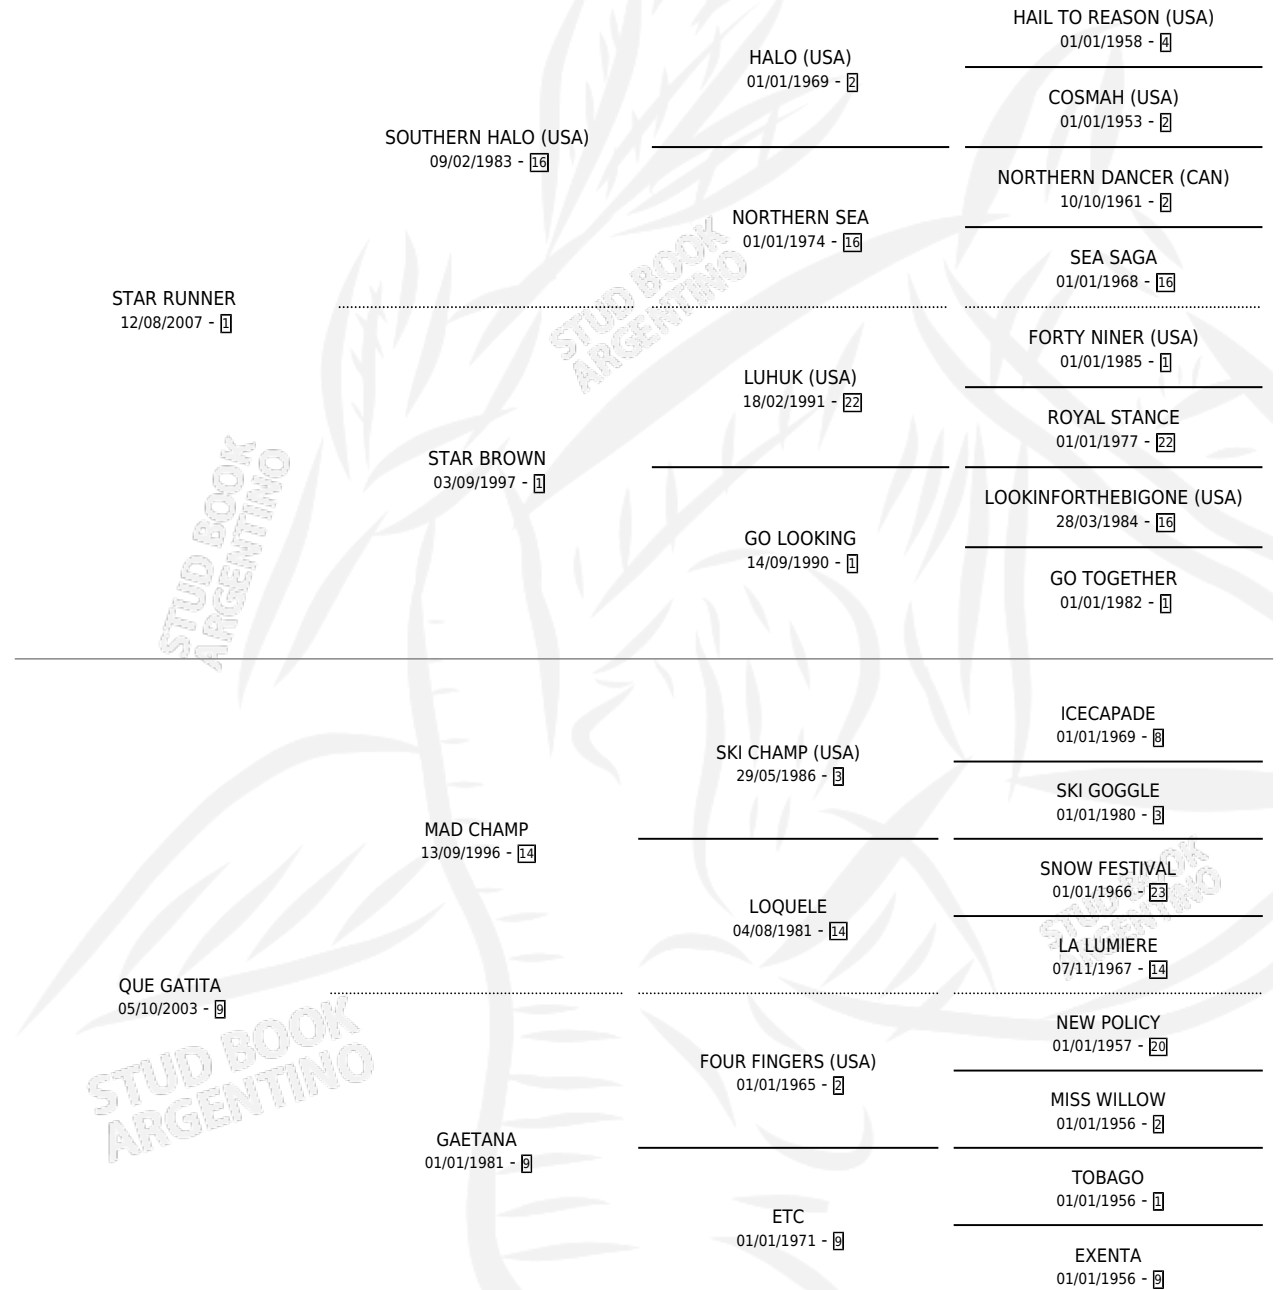 HAIL TO REASON (USA)
01/01/1958 - 4
HALO (USA)
01/01/1969 - 2
COSMAH (USA)
01/01/1953 - 2
SOUTHERN HALO (USA)
09/02/1983 - 16
NORTHERN DANCER (CAN)
10/10/1961 - 2
NORTHERN SEA
01/01/1974 - 16
SEA SAGA
01/01/1968 - 16
STAR RUNNER
12/08/2007 - 1
FORTY NINER (USA)
01/01/1985 - 1
LUHUK (USA)
18/02/1991 - 22
ROYAL STANCE
01/01/1977 - 22
STAR BROWN
03/09/1997 - 1
LOOKINFORTHEBIGONE (USA)
28/03/1984 - 16
GO LOOKING
14/09/1990 - 1
GO TOGETHER
01/01/1982 - 1
STUD BOOK
ARGENTINO
STUD BOOK
ARGENTINO
ICECAPADE
01/01/1969 - 8
SKI CHAMP (USA)
29/05/1986 - 3
SKI GOGGLE
01/01/1980 - 3
MAD CHAMP
13/09/1996 - 14
SNOW FESTIVAL
01/01/1966 - 23
LOQUELE
04/08/1981 - 14
LA LUMIERE
07/11/1967 - 14
QUE GATITA
05/10/2003 - 9
NEW POLICY
01/01/1957 - 20
FOUR FINGERS (USA)
01/01/1965 - 2
MISS WILLOW
01/01/1956 - 2
GAETANA
01/01/1981 - 9
TOBAGO
01/01/1956 - 1
ETC
01/01/1971 - 9
EXENTA
01/01/1956 - 9
STUD BOOK
ARGENTINO
STUD BOOK
ARGENTINO